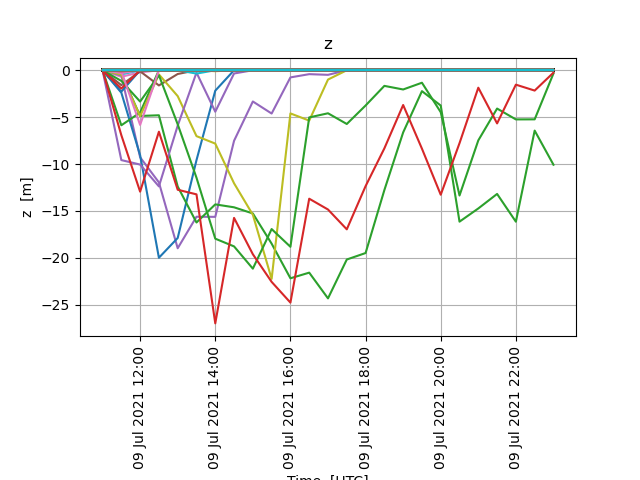 z
0
−5
−10
−15
−20
−25
z [m]
09 Jul 2021 12:00
09 Jul 2021 14:00
09 Jul 2021 16:00
09 Jul 2021 18:00
09 Jul 2021 20:00
09 Jul 2021 22:00
Time [UTC]